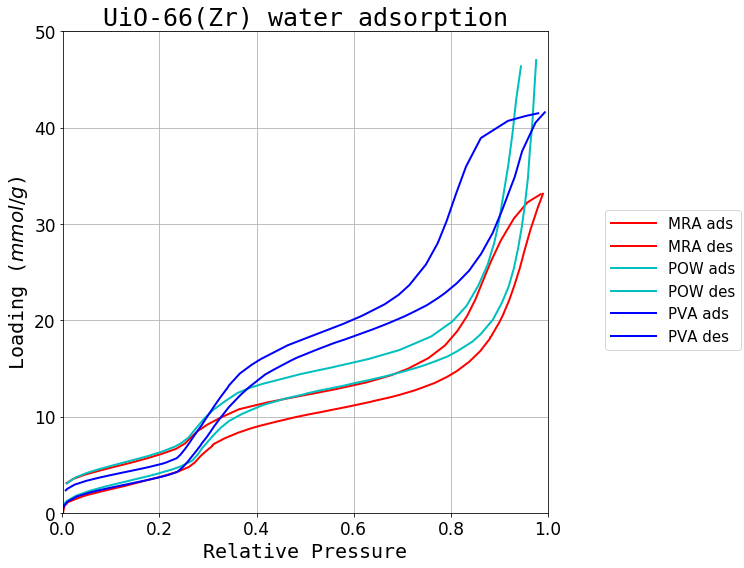 UiO-66(Zr) water adsorption
50
40
30
20
10
0
Loading (mmol/g)
0.0 0.2 0.4 0.6 0.8 1.0
Relative Pressure
MRA ads
MRA des
POW ads
POW des
PVA ads
PVA des